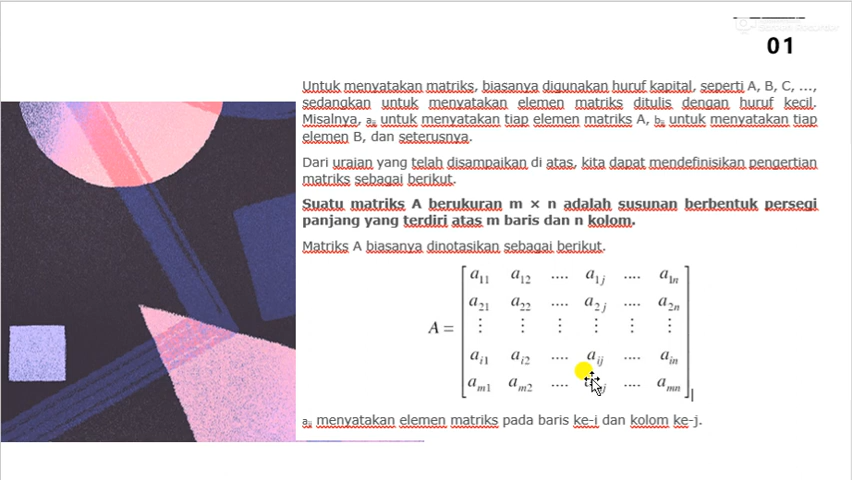 01
Untuk menyatakan matriks, biasanya digunakan huruf kapital, seperti A, B, C, ...,
sedangkan untuk menyatakan elemen matriks ditulis dengan huruf kecil.
Misalnya, aᵢⱼ untuk menyatakan tiap elemen matriks A, bᵢⱼ untuk menyatakan tiap
elemen B, dan seterusnya.
Dari uraian yang telah disampaikan di atas, kita dapat mendefinisikan pengertian
matriks sebagai berikut.
Suatu matriks A berukuran m × n adalah susunan berbentuk persegi
panjang yang terdiri atas m baris dan n kolom.
Matriks A biasanya dinotasikan sebagai berikut.
a₁₁ a₁₂ .... a₁ⱼ .... a₁ₙ
a₂₁ a₂₂ .... a₂ⱼ .... a₂ₙ
A = ⋮ ⋮ ⋮ ⋮ ⋮ ⋮
aᵢ₁ aᵢ₂ .... aᵢⱼ .... aᵢₙ
aₘ₁ aₘ₂ .... .... aₘₙ
aᵢⱼ menyatakan elemen matriks pada baris ke-i dan kolom ke-j.